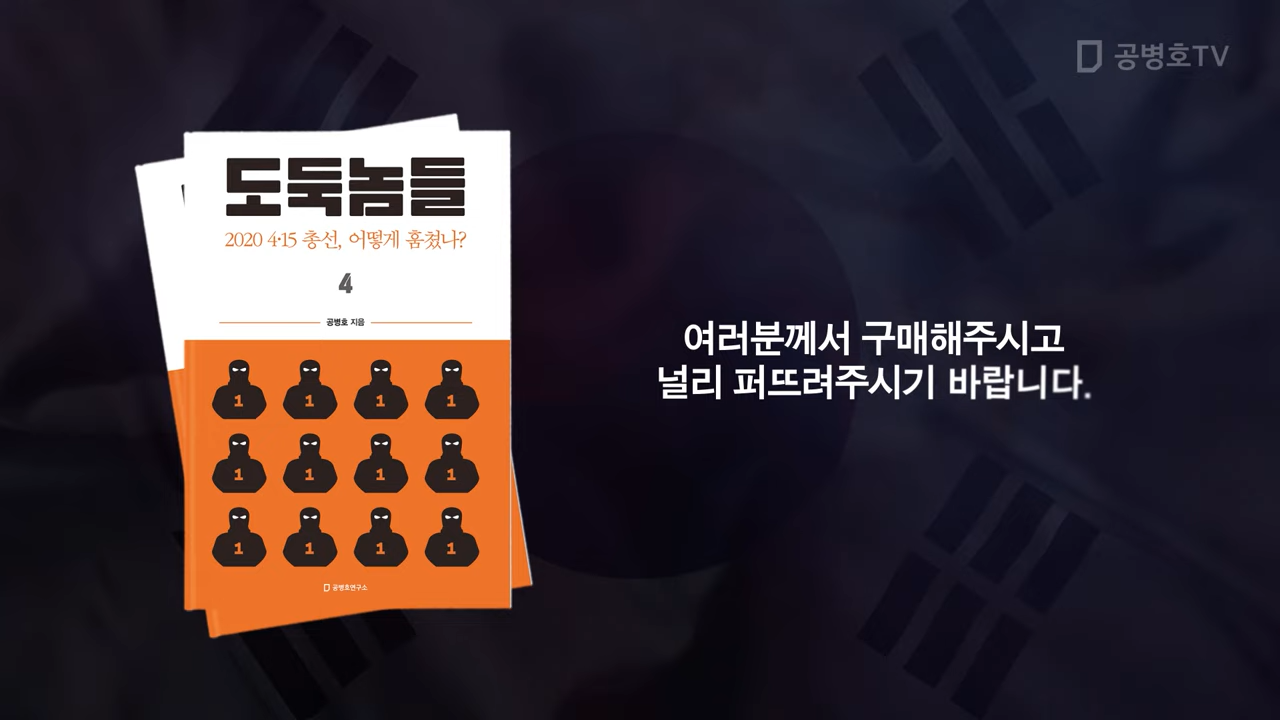 공병호TV
도둑놈들
2020 4·15 총선, 어떻게 훔쳤나?
4
공병호 지음
1 1 1 1
1 1 1 1
1 1 1 1
공병호연구소
여러분께서 구매해주시고
널리 퍼뜨려주시기 바랍니다.